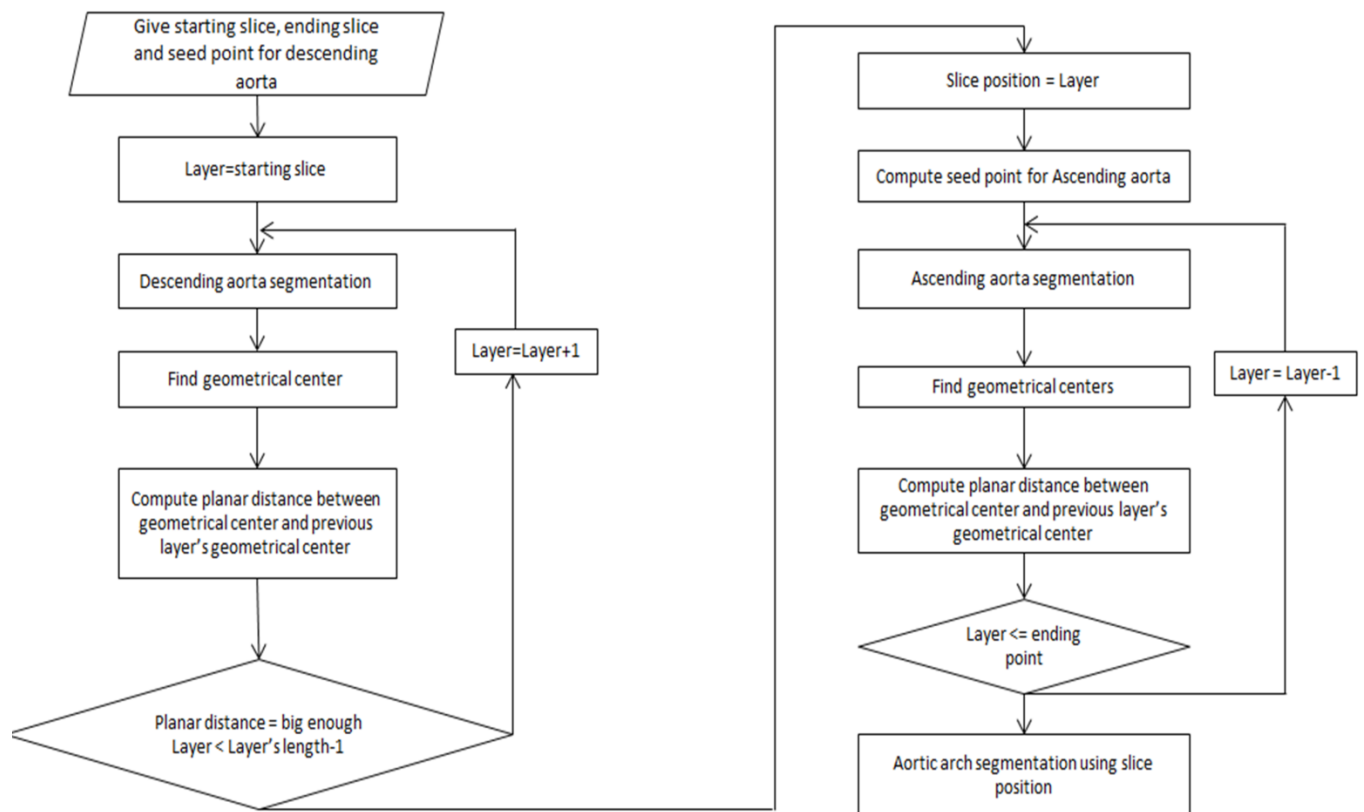 Give starting slice, ending slice
and seed point for descending
aorta
Layer=starting slice
Descending aorta segmentation
Layer=Layer+1
Find geometrical center
Compute planar distance between
geometrical center and previous
layer's geometrical center
Planar distance = big enough
Layer < Layer's length-1
Slice position = Layer
Compute seed point for Ascending aorta
Ascending aorta segmentation
Find geometrical centers
Layer = Layer-1
Compute planar distance between
geometrical center and previous layer's
geometrical center
Layer <= ending
point
Aortic arch segmentation using slice
position